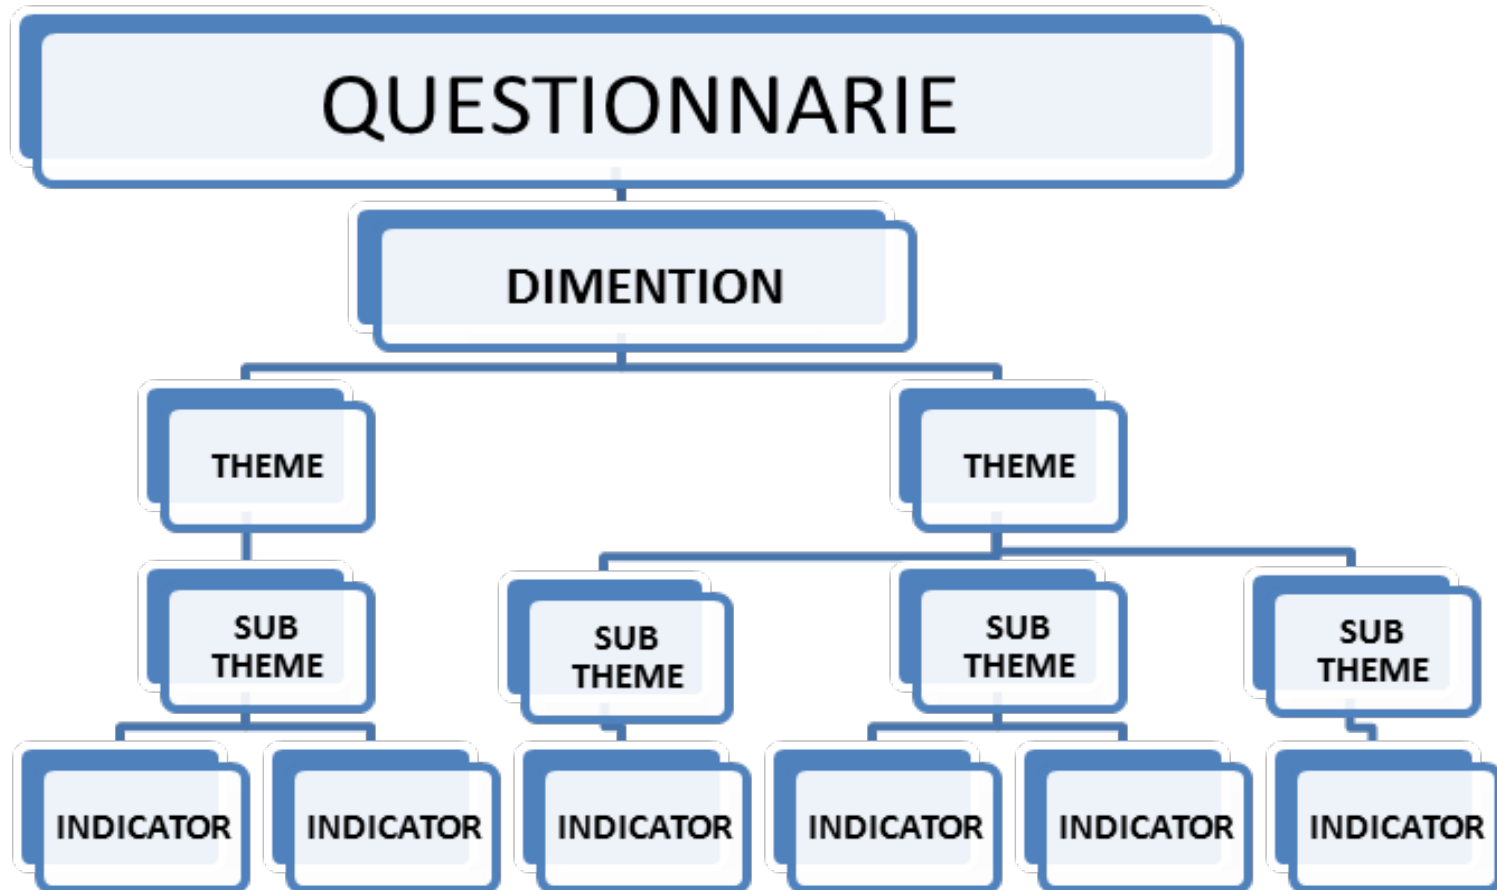 QUESTIONNARIE
DIMENTION
THEME
THEME
SUB
THEME
SUB
THEME
SUB
THEME
SUB
THEME
INDICATOR
INDICATOR
INDICATOR
INDICATOR
INDICATOR
INDICATOR